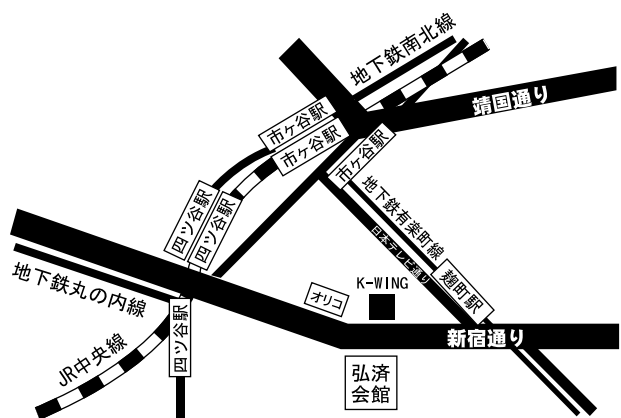 地下鉄南北線
靖国通り
市ヶ谷駅
市ヶ谷駅
市ヶ谷駅
四ツ谷駅
四ツ谷駅
地下鉄有楽町線
日本テレビ通り
麹町駅
地下鉄丸の内線
オリコ
K-WING
四ツ谷駅
新宿通り
JR中央線
弘済
会館